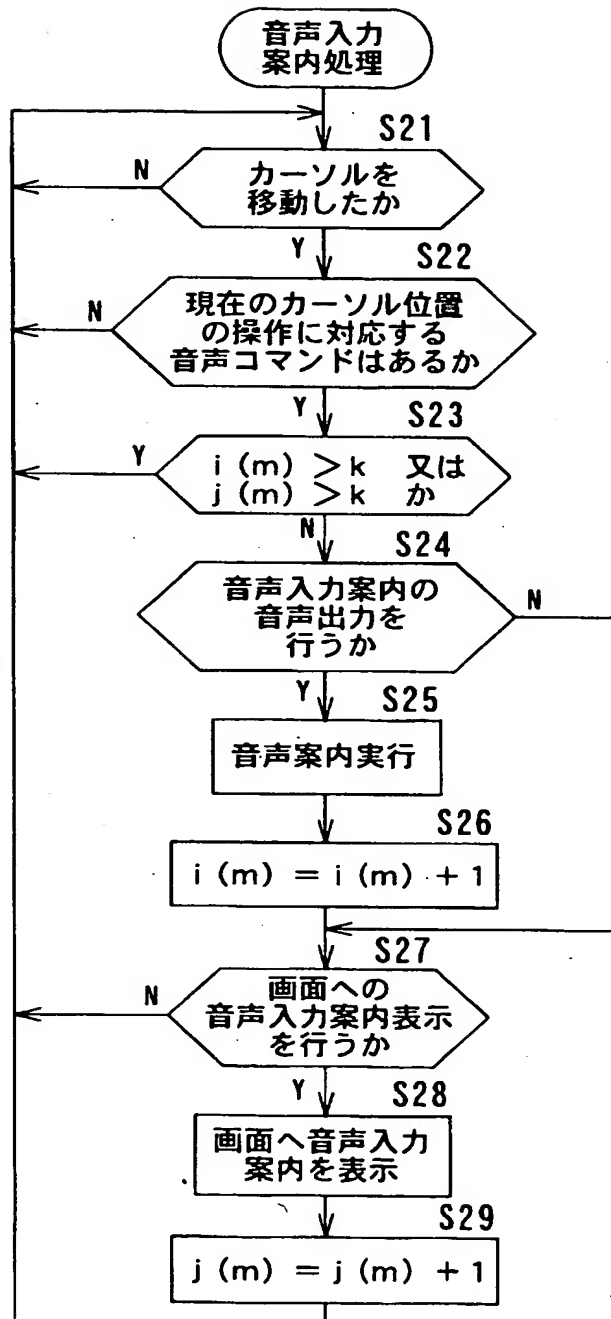 音声入力
案内処理
S21
N
カーソルを
移動したか
Y
S22
N
現在のカーソル位置
の操作に対応する
音声コマンドはあるか
Y
S23
Y
i(m)>k 又は
j(m)>k か
N
S24
音声入力案内の
音声出力を
行うか
N
Y
S25
音声案内実行
S26
i(m)=i(m)+1
S27
N
画面への
音声入力案内表示
を行うか
Y
S28
画面へ音声入力
案内を表示
S29
j(m)=j(m)+1